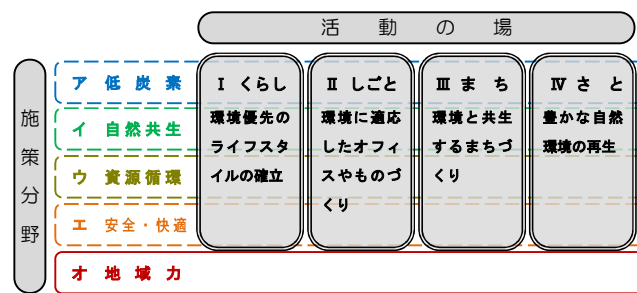 活動の場
施策分野
ア 低炭素
イ 自然共生
ウ 資源循環
エ 安全・快適
オ 地域力
Ⅰ くらし
環境優先の
ライフスタ
イルの確立
Ⅱ しごと
環境に適応
したオフィ
スやものづ
くり
Ⅲ まち
環境と共生
するまちづ
くり
Ⅳ さと
豊かな自然
環境の再生